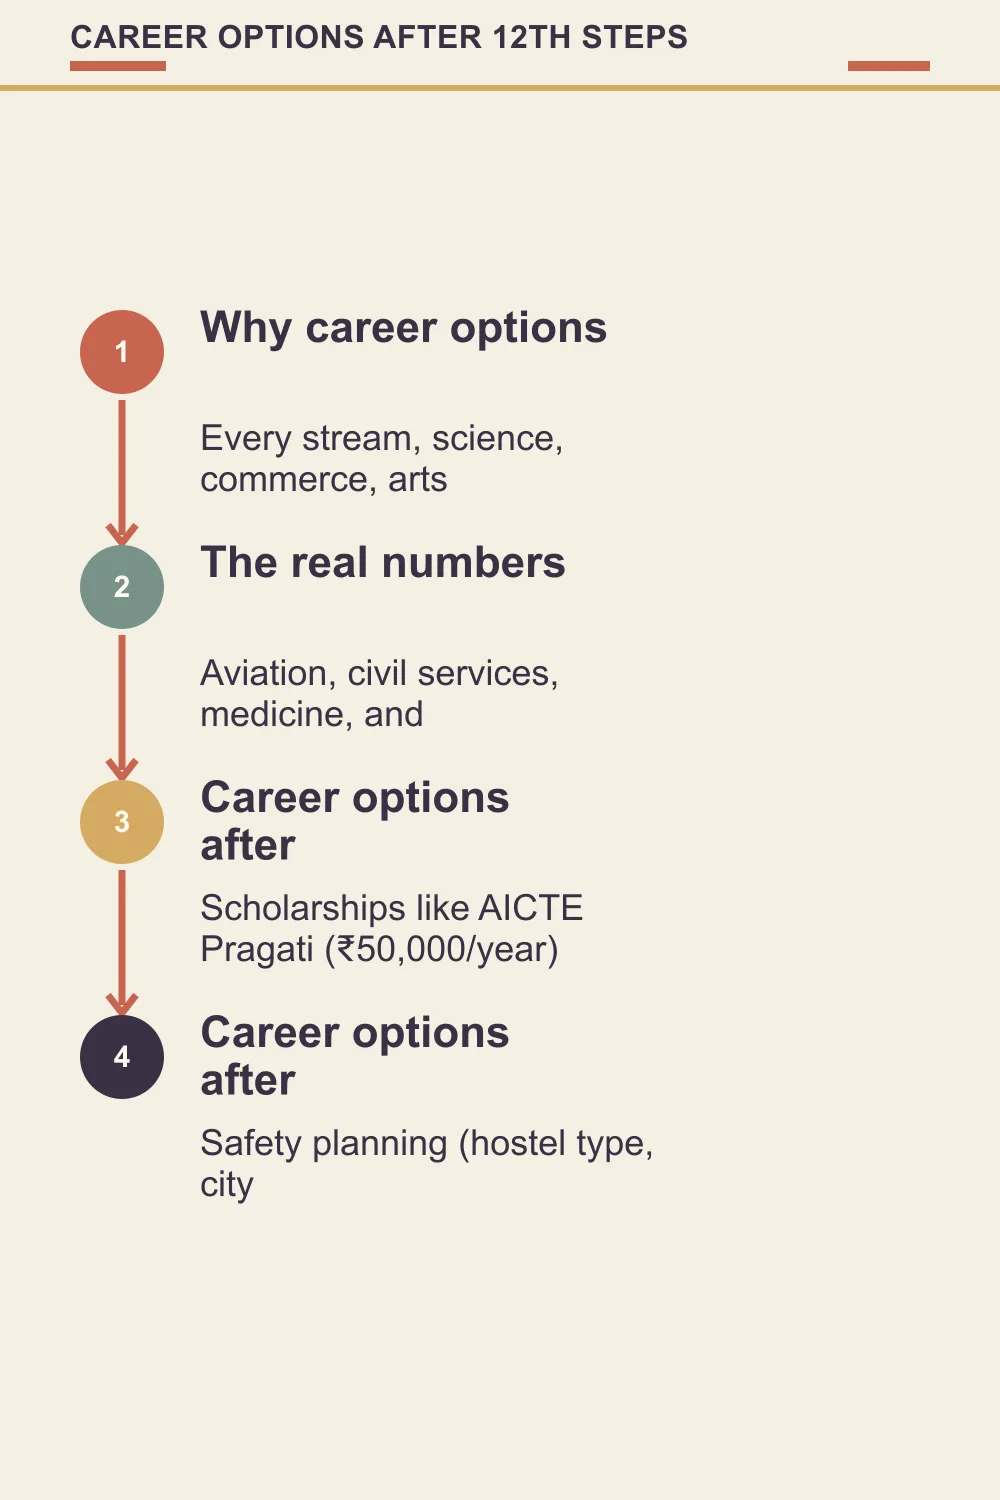 CAREER OPTIONS AFTER 12TH STEPS
1
Why career options
Every stream, science,
commerce, arts
2
The real numbers
Aviation, civil services,
medicine, and
3
Career options
after
Scholarships like AICTE
Pragati (₹50,000/year)
4
Career options
after
Safety planning (hostel type,
city